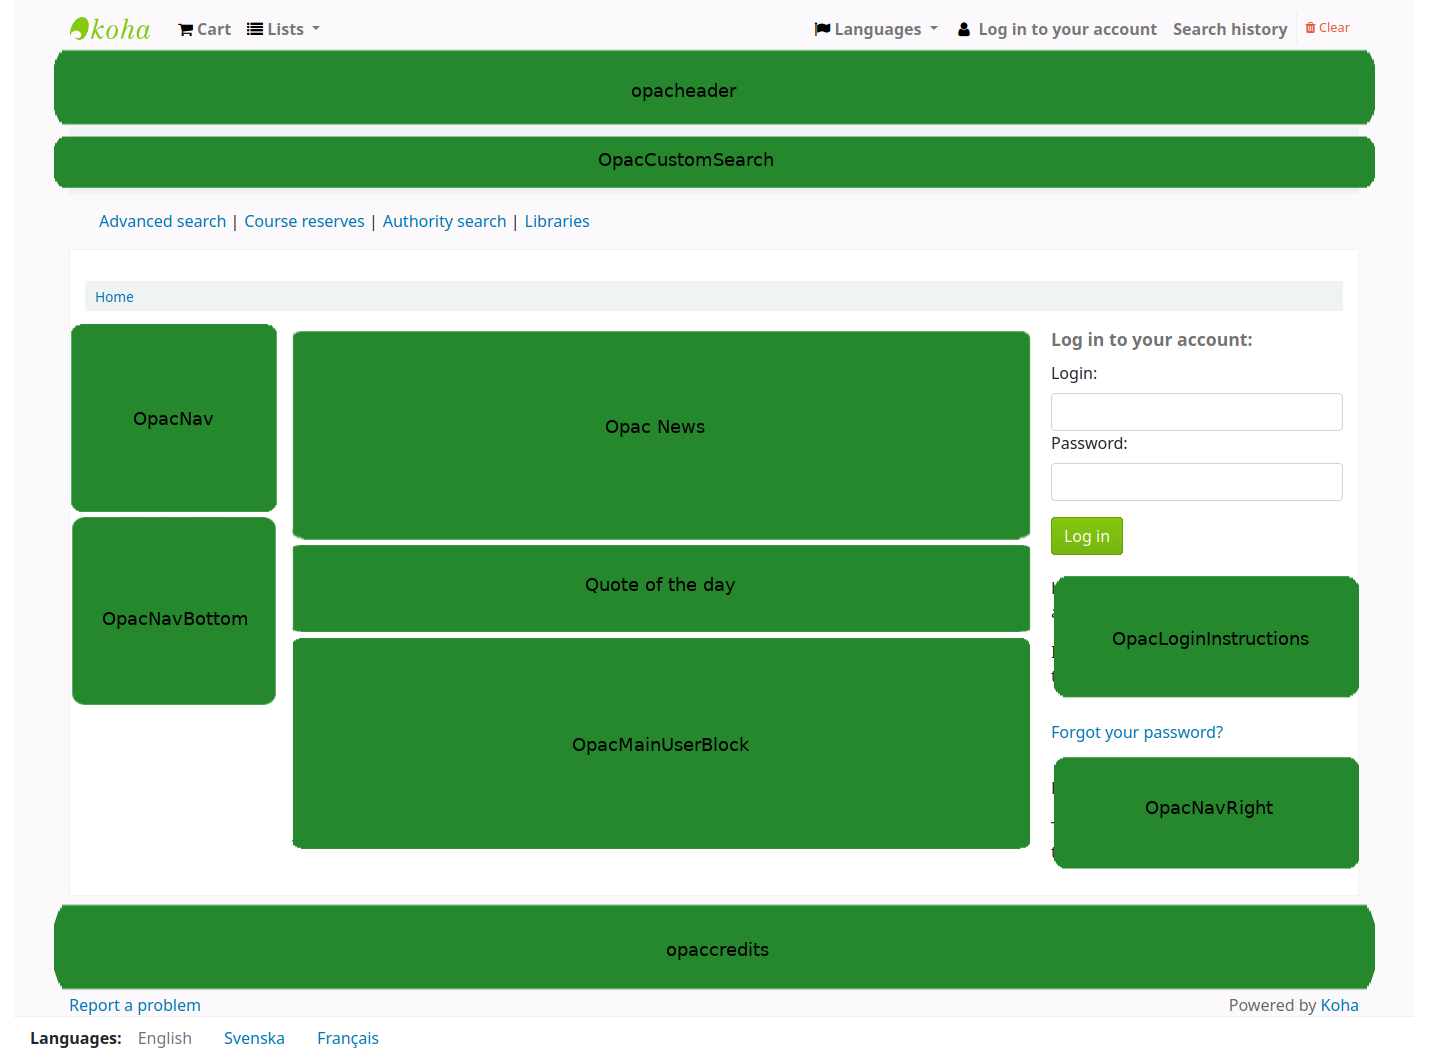 koha Cart Lists Languages Log in to your account Search history Clear
opacheader
OpacCustomSearch
Advanced search | Course reserves | Authority search | Libraries
Home
OpacNav
OpacNavBottom
Opac News
Quote of the day
OpacMainUserBlock
Log in to your account:
Login:
Password:
Log in
OpacLoginInstructions
Forgot your password?
OpacNavRight
opaccredits
Report a problem
Powered by Koha
Languages: English Svenska Français